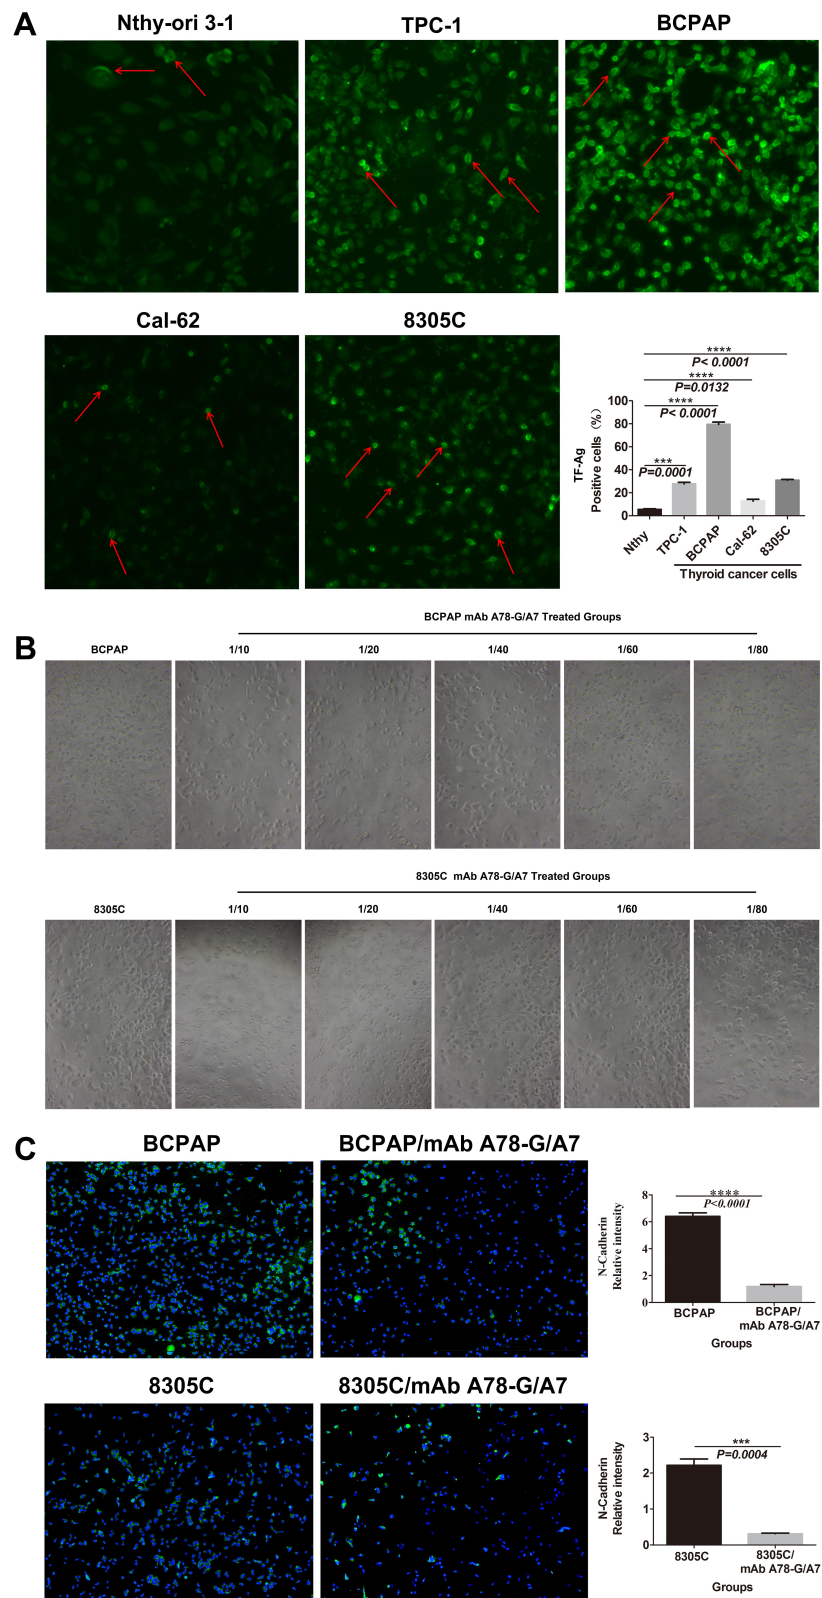 A
Nthy-ori 3-1
TPC-1
BCPAP
Cal-62
8305C
****
P< 0.0001
****
P=0.0132
****
P< 0.0001
***
P=0.0001
TF-Ag
Positive cells (%)
100
80
60
40
20
0
Nthy
TPC-1
BCPAP
Cal-62
8305C
Thyroid cancer cells
B
BCPAP mAb A78-G/A7 Treated Groups
BCPAP
1/10
1/20
1/40
1/60
1/80
8305C mAb A78-G/A7 Treated Groups
8305C
1/10
1/20
1/40
1/60
1/80
C
BCPAP
BCPAP/mAb A78-G/A7
****
P<0.0001
N-Cadherin
Relative intensity
8
6
4
2
0
BCPAP
BCPAP/
mAb A78-G/A7
Groups
8305C
8305C/mAb A78-G/A7
***
P=0.0004
N-Cadherin
Relative intensity
3
2
1
0
8305C
8305C/
mAb A78-G/A7
Groups